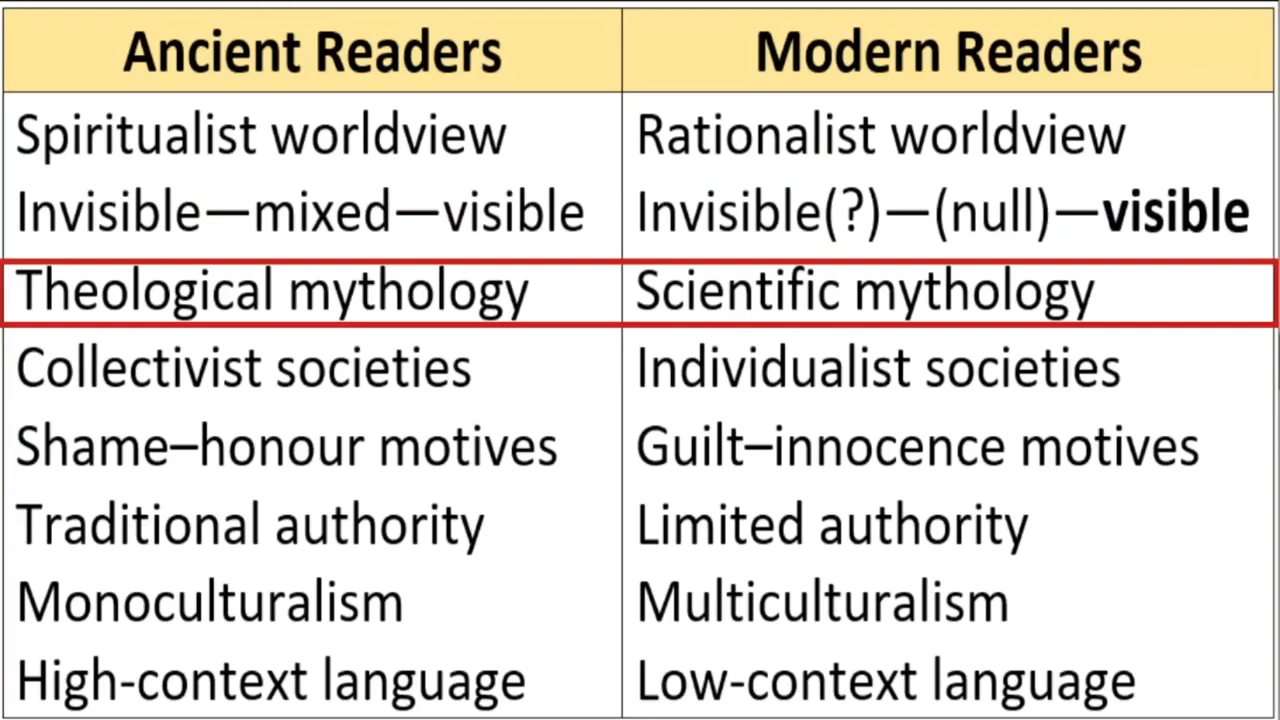 Ancient Readers
Modern Readers
Spiritualist worldview
Rationalist worldview
Invisible—mixed—visible
Invisible(?)—(null)—visible
Theological mythology
Scientific mythology
Collectivist societies
Individualist societies
Shame–honour motives
Guilt–innocence motives
Traditional authority
Limited authority
Monoculturalism
Multiculturalism
High-context language
Low-context language